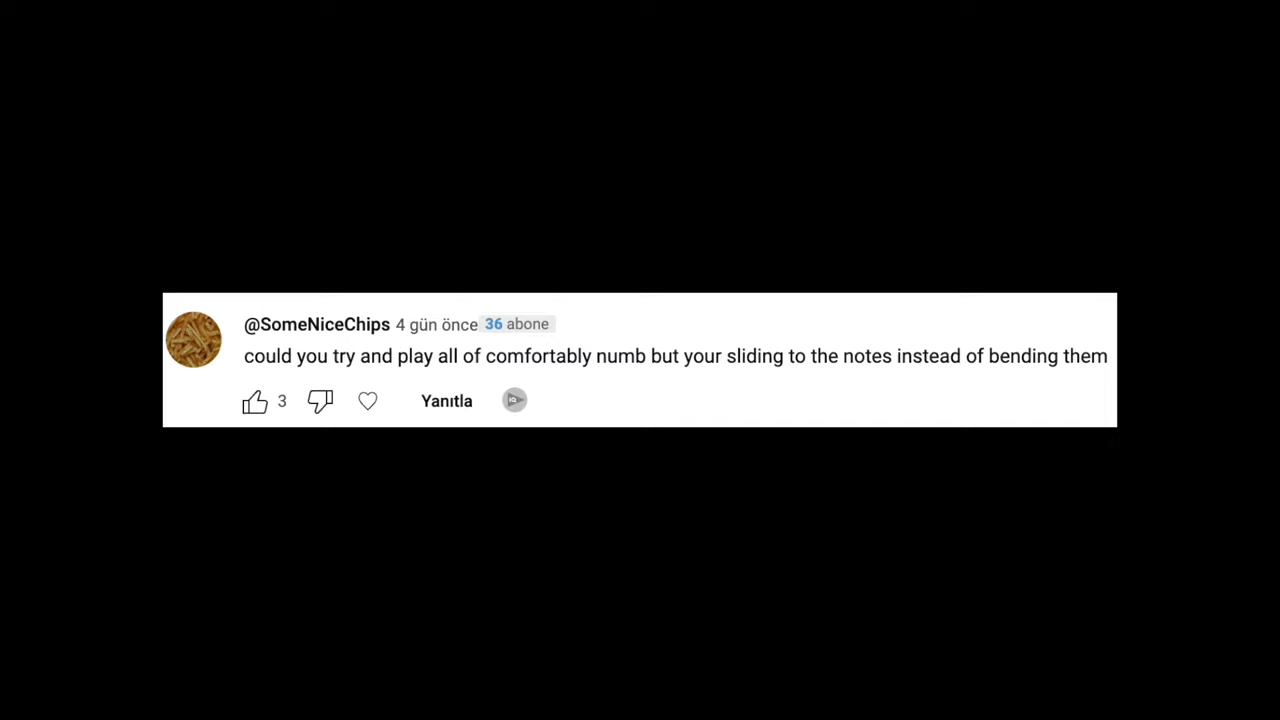 @SomeNiceChips 4 gün önce 36 abone
could you try and play all of comfortably numb but your sliding to the notes instead of bending them
3 Yanıtla